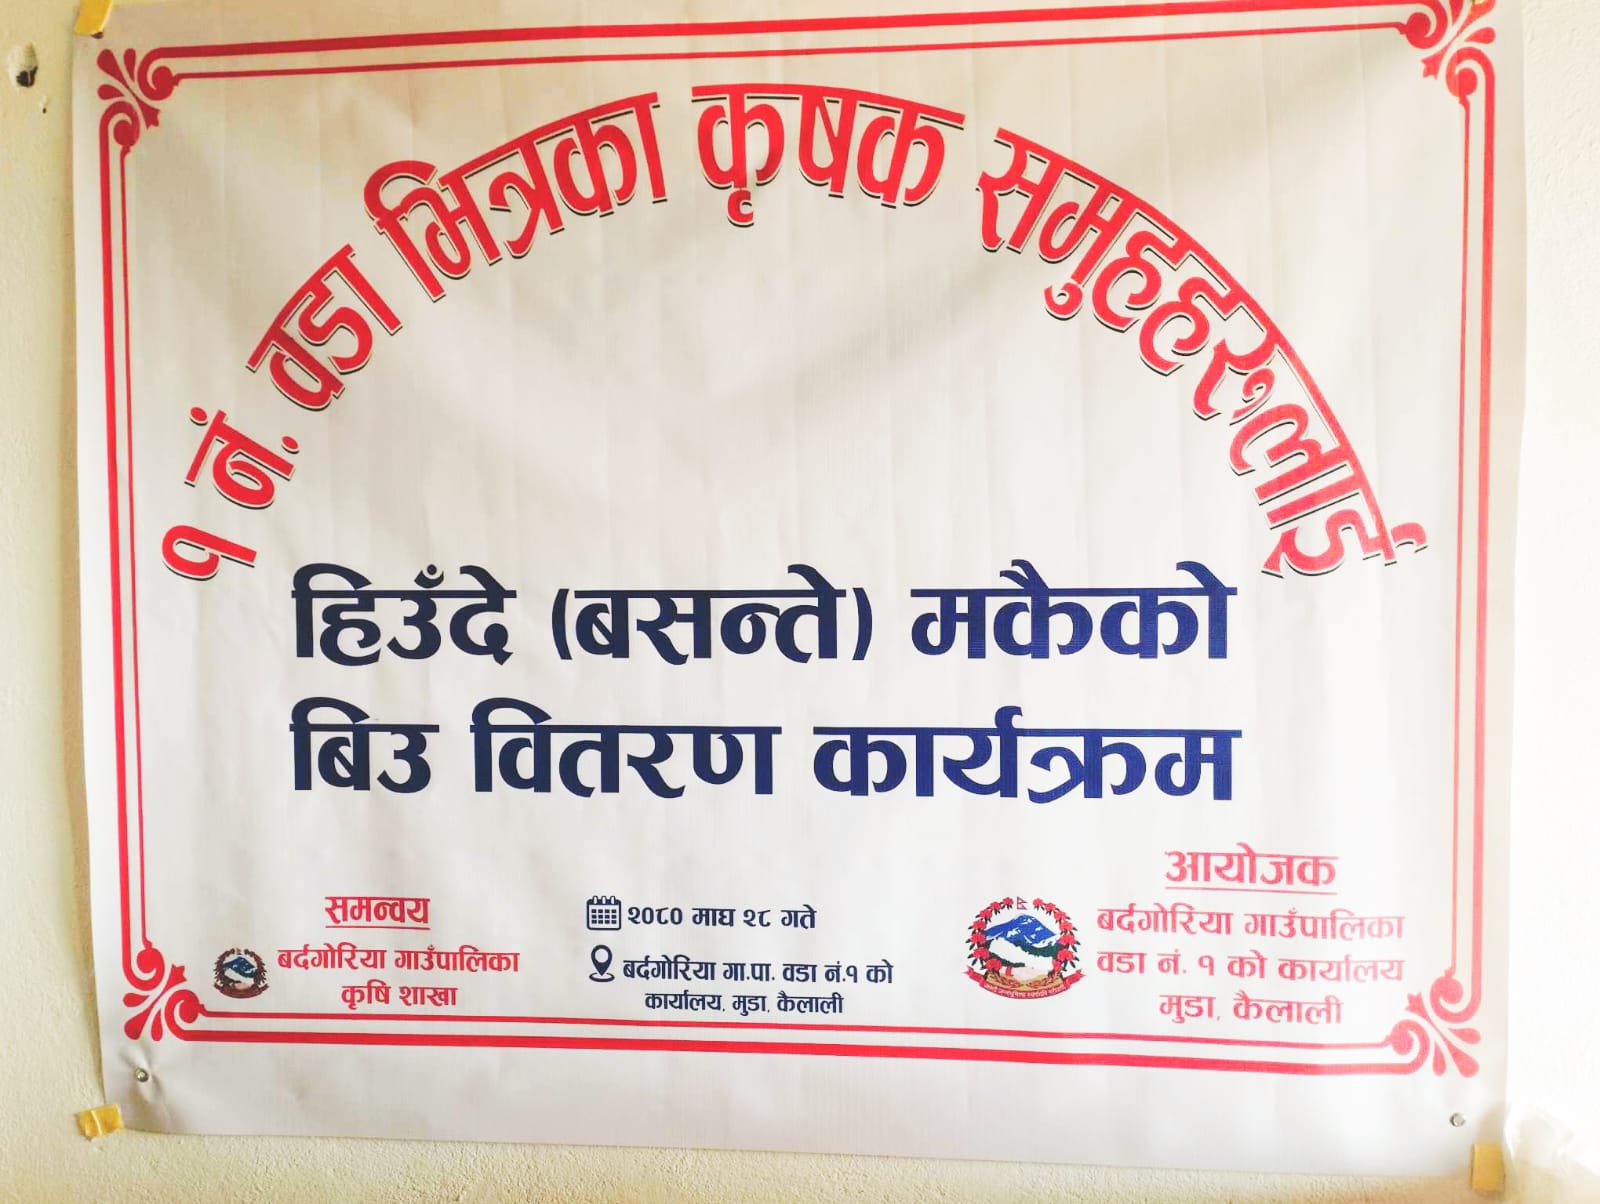 १ नं. वडा भित्रका कृषक समुहहरुलाई
हिउँदे (बसन्ते) मकैको
बिउ वितरण कार्यक्रम
समन्वय
बर्दगोरिया गाउँपालिका
कृषि शाखा
२०८० माघ २८ गते
बर्दगोरिया गा.पा. वडा नं.१ को
कार्यालय, मुडा, कैलाली
आयोजक
बर्दगोरिया गाउँपालिका
वडा नं. १ को कार्यालय
मुडा, कैलाली